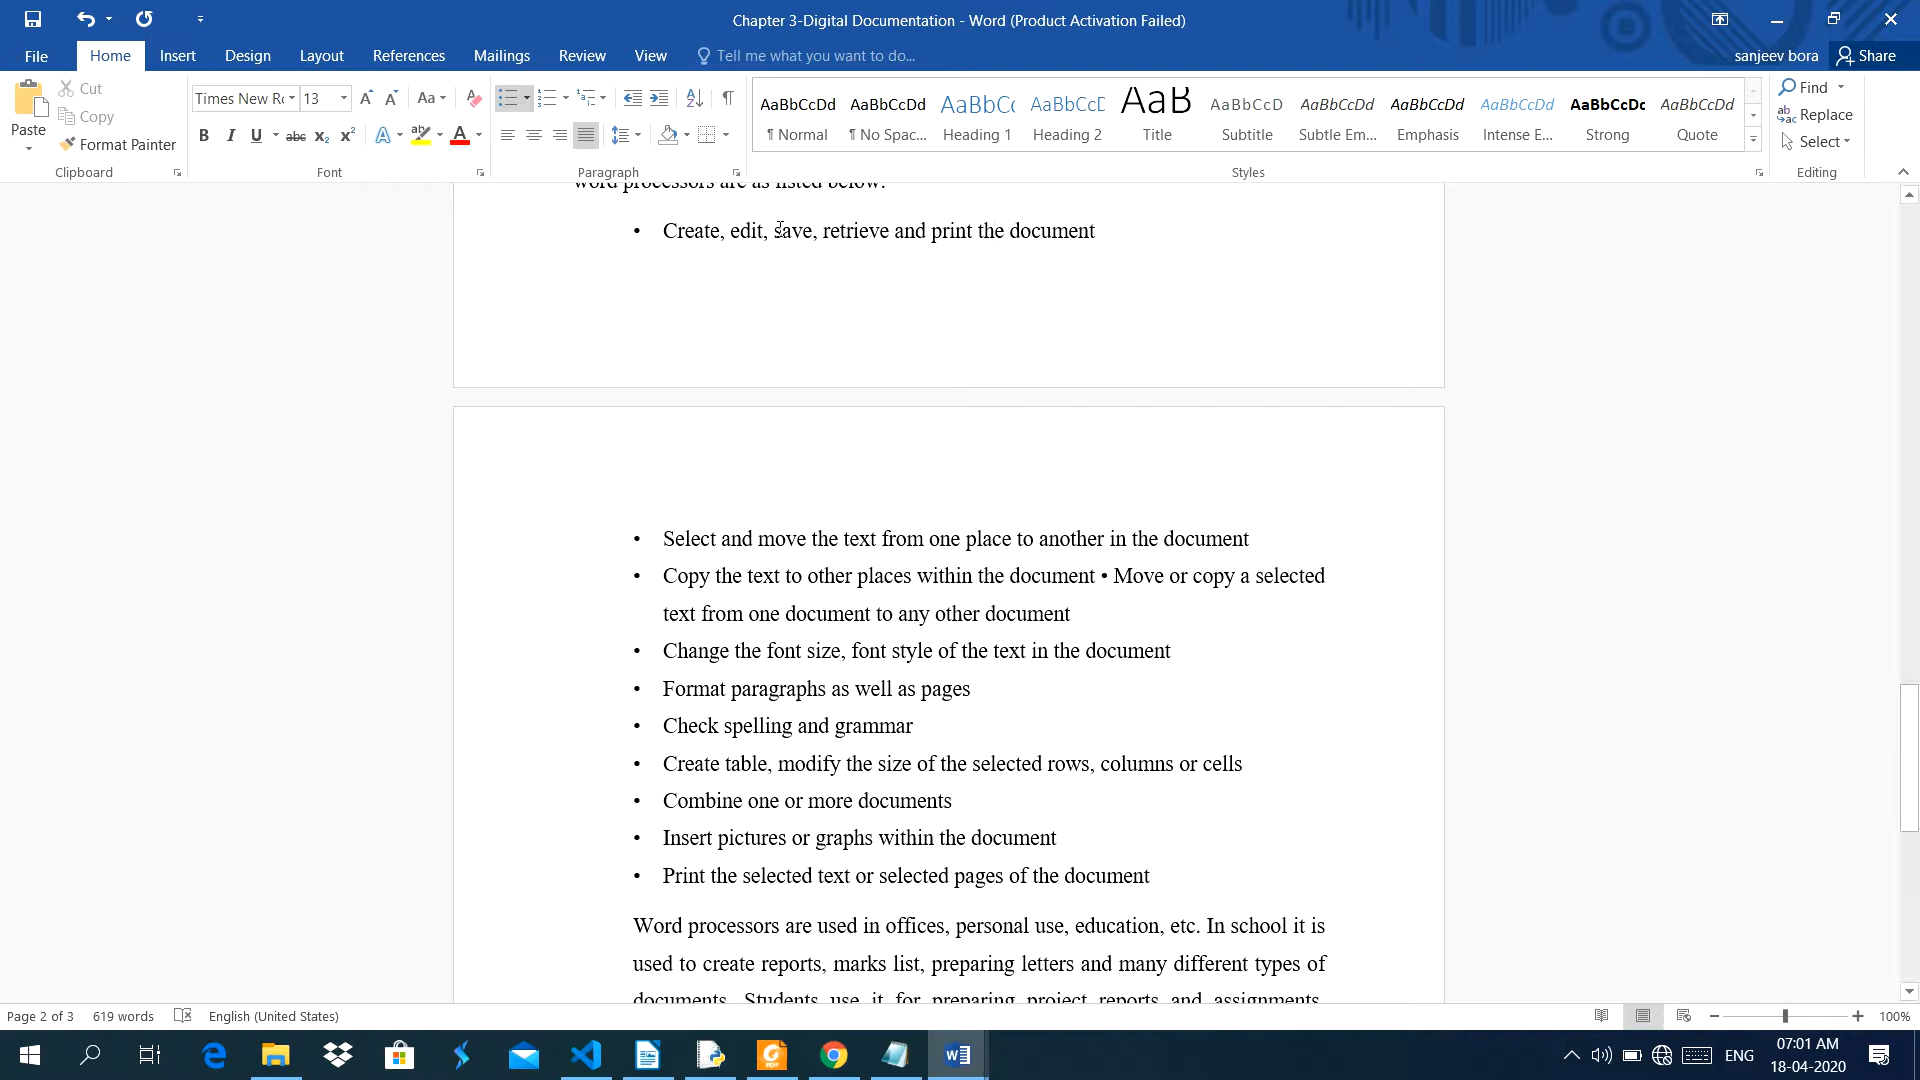 Chapter 3-Digital Documentation - Word (Product Activation Failed)
File Home Insert Design Layout References Mailings Review View Tell me what you want to do... sanjeev bora Share
Paste
Cut
Copy
Format Painter
Clipboard
Times New Ro 13 Aa
B I U abc X₂ X² A A
Font
Paragraph
AaBbCcDd AaBbCcDd AaBbCc AaBbCcD AaB AaBbCcD AaBbCcDd AaBbCcDd AaBbCcDd AaBbCcDc AaBbCcDd
¶ Normal ¶ No Spac... Heading 1 Heading 2 Title Subtitle Subtle Em... Emphasis Intense E... Strong Quote
Styles
Find
Replace
Select
Editing
word processors are as listed below:
• Create, edit, save, retrieve and print the document
• Select and move the text from one place to another in the document
• Copy the text to other places within the document • Move or copy a selected
text from one document to any other document
• Change the font size, font style of the text in the document
• Format paragraphs as well as pages
• Check spelling and grammar
• Create table, modify the size of the selected rows, columns or cells
• Combine one or more documents
• Insert pictures or graphs within the document
• Print the selected text or selected pages of the document
Word processors are used in offices, personal use, education, etc. In school it is
used to create reports, marks list, preparing letters and many different types of
documents. Students use it for preparing project reports and assignments.
Page 2 of 3 619 words English (United States) 100%
ENG 07:01 AM
18-04-2020